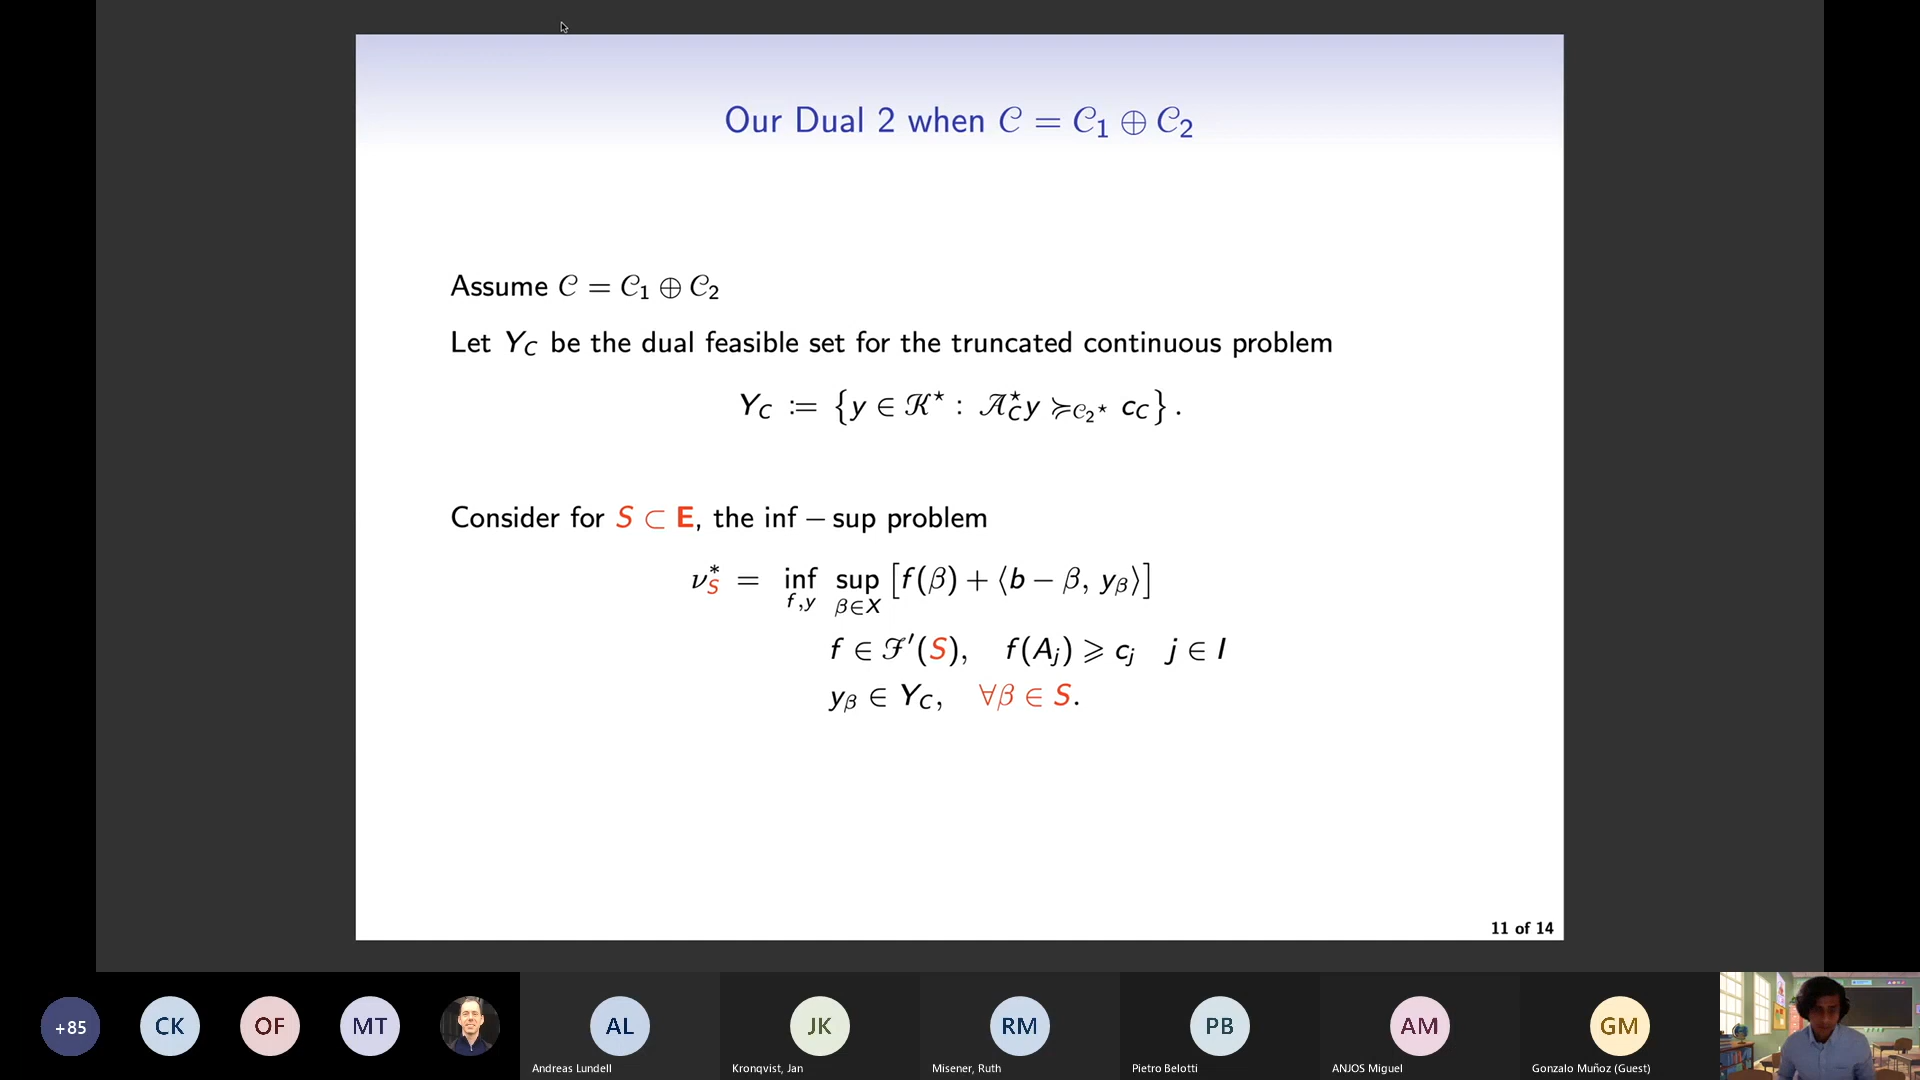 Our Dual 2 when 𝒞 = 𝒞₁ ⊕ 𝒞₂
Assume 𝒞 = 𝒞₁ ⊕ 𝒞₂
Let Y_C be the dual feasible set for the truncated continuous problem
Y_C := {y ∈ 𝒦* : 𝒜*_C y ≽_{𝒞₂*} c_C}.
Consider for S ⊂ E, the inf − sup problem
ν*_S = inf_{f,y} sup_{β∈X} [f(β) + ⟨b − β, y_β⟩]
f ∈ ℱ′(S), f(A_j) ⩾ c_j j ∈ I
y_β ∈ Y_C, ∀β ∈ S.
11 of 14
+85 CK OF MT AL JK RM PB AM GM
Andreas Lundell Kronqvist, Jan Misener, Ruth Pietro Belotti ANJOS Miguel Gonzalo Muñoz (Guest)